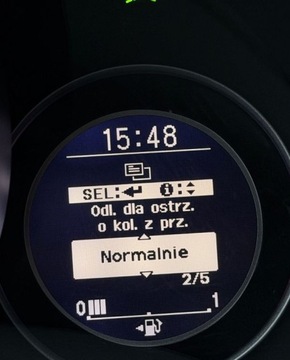 15:48
SEL: i:
Odl. dla ostrz.
o kol. z prz.
Normalnie
2/5
0 1